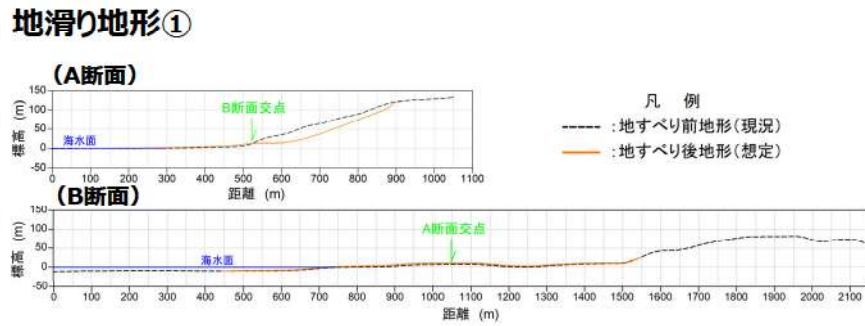 地滑り地形①
（A断面）
150
100
50
0
-50
標高 (m)
海水面
B断面交点
0 100 200 300 400 500 600 700 800 900 1000 1100
距離 (m)
凡 例
:地すべり前地形(現況)
:地すべり後地形(想定)
（B断面）
150
100
50
0
-50
標高 (m)
海水面
A断面交点
0 100 200 300 400 500 600 700 800 900 1000 1100 1200 1300 1400 1500 1600 1700 1800 1900 2000 2100
距離 (m)